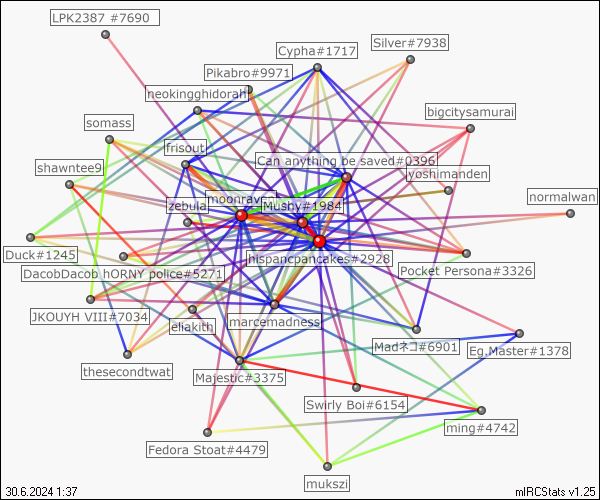 LPK2387 #7690
Silver#7938
Cypha#1717
Pikabro#9971
neokingghidorah
bigcitysamurai
somass
frisout
Can anything be saved#0396
shawntee9
yoshimanden
moonray
normalwan
zebula
Mushy#1984
Duck#1245
hispancpancakes#2928
DacobDacob hORNY police#5271
Pocket Persona#3326
JKOUYH VIII#7034
eliakith
marcemadness
Madネコ#6901
Eg.Master#1378
thesecondtwat
Majestic#3375
Swirly Boi#6154
ming#4742
Fedora Stoat#4479
mukszi
30.6.2024 1:37
mIRCStats v1.25